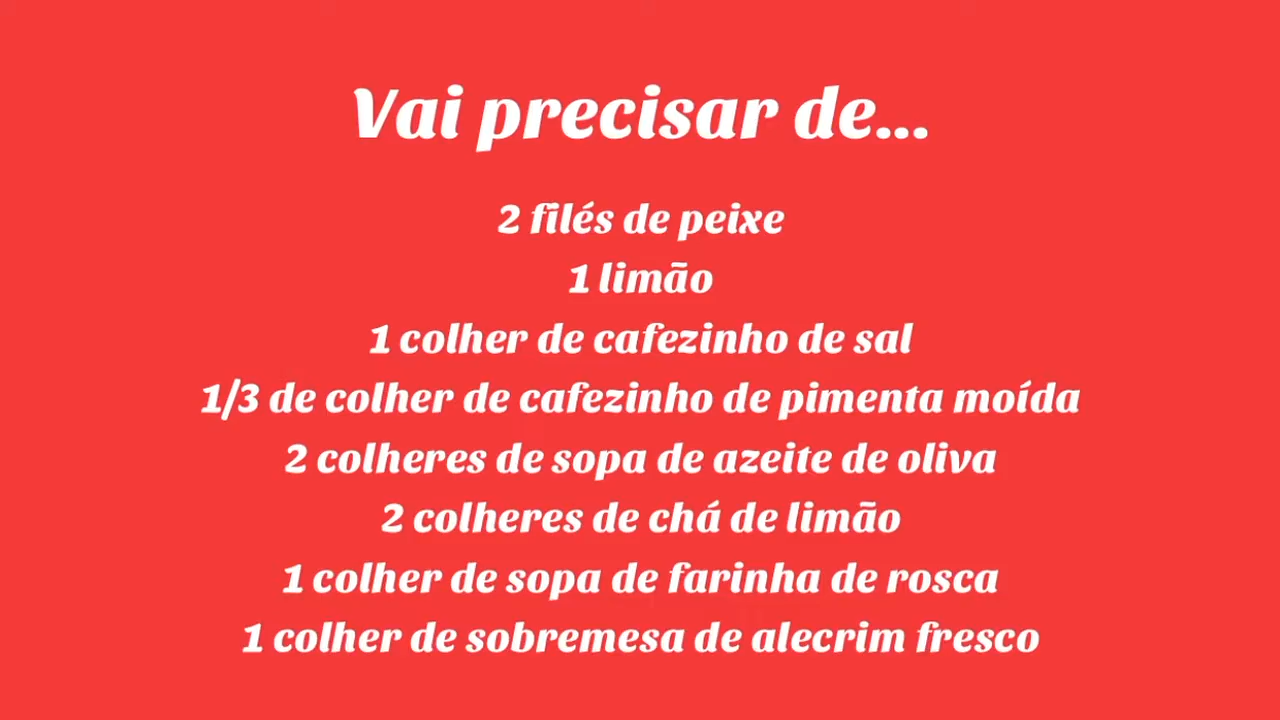 Vai precisar de...
2 filés de peixe
1 limão
1 colher de cafezinho de sal
1/3 de colher de cafezinho de pimenta moída
2 colheres de sopa de azeite de oliva
2 colheres de chá de limão
1 colher de sopa de farinha de rosca
1 colher de sobremesa de alecrim fresco